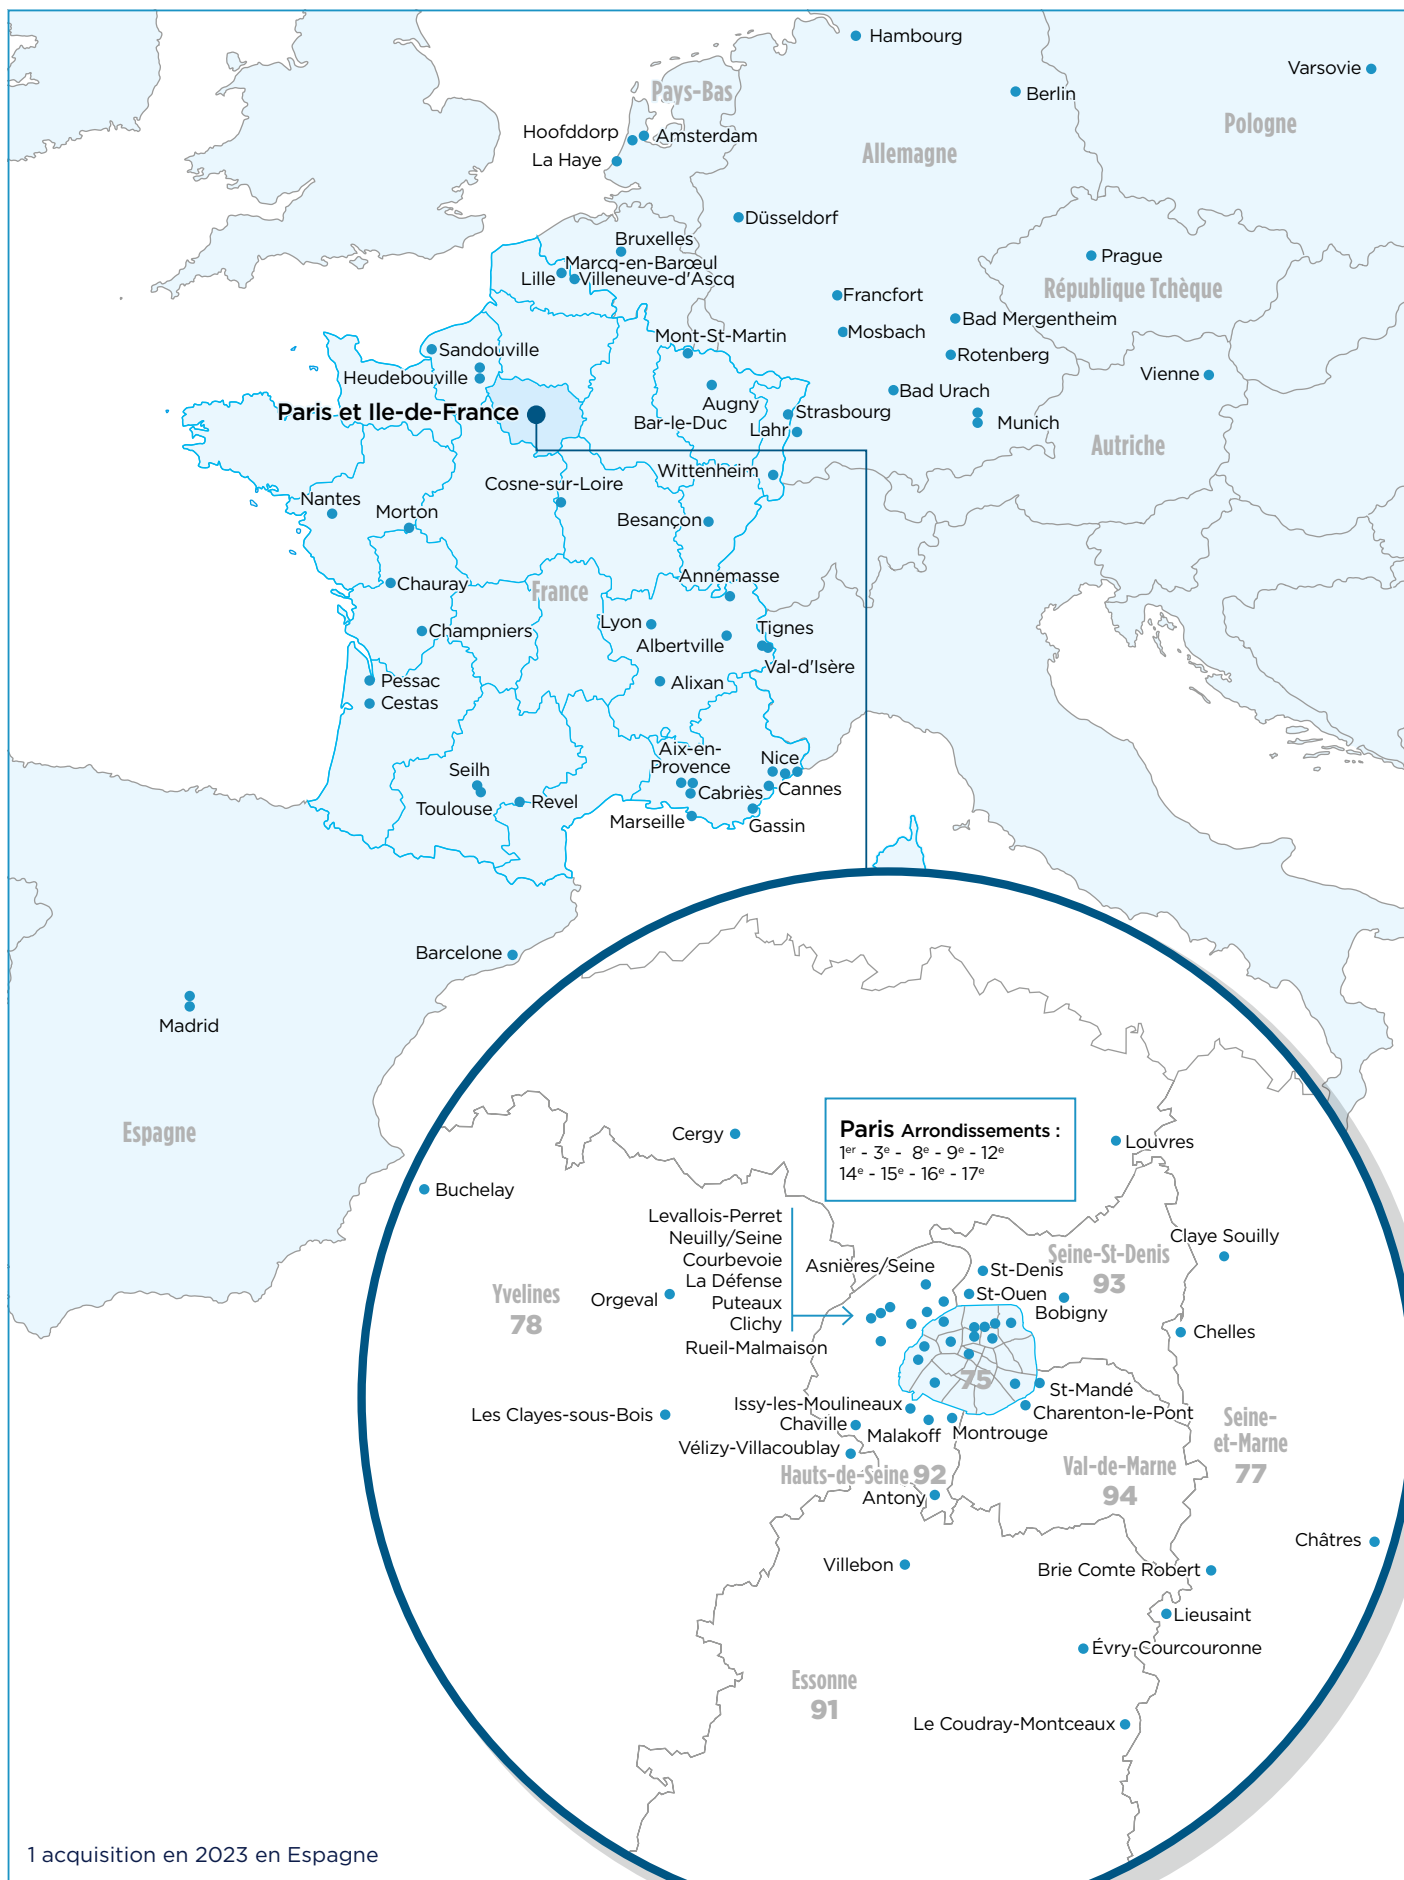 Hambourg
Varsovie
Pays-Bas
Berlin
Pologne
Hoofddorp
Amsterdam
La Haye
Allemagne
Düsseldorf
Bruxelles
Prague
Marcq-en-Barœul
Lille
Villeneuve-d'Ascq
République Tchèque
Francfort
Bad Mergentheim
Mosbach
Mont-St-Martin
Sandouville
Rotenberg
Heudebouville
Vienne
Bad Urach
Augny
Paris et Ile-de-France
Strasbourg
Bar-le-Duc
Lahr
Munich
Autriche
Wittenheim
Cosne-sur-Loire
Nantes
Morton
Besançon
Annemasse
Chauray
France
Lyon
Tigne​s
Champniers
Albertville
Val-d'Isère
Pessac
Alixan
Cestas
Aix-en-
Provence
Nice
Seilh
Cabriès
Cannes
Toulouse
Revel
Marseille
Gassin
Barcelone
Madrid
Espagne
Paris Arrondissements :
1er - 3e - 8e - 9e - 12e
14e - 15e - 16e - 17e
Cergy
Louvres
Buchelay
Levallois-Perret
Neuilly/Seine
Courbevoie
La Défense
Puteaux
Clichy
Rueil-Malmaison
Claye Souilly
Asnières/Seine
Seine-St-Denis
93
St-Denis
St-Ouen
Bobigny
Yvelines
78
Orgeval
Chelles
75
St-Mandé
Issy-les-Moulineaux
Charenton-le-Pont
Les Clayes-sous-Bois
Chaville
Malakoff
Montrouge
Vélizy-Villacoublay
Seine-
et-Marne
77
Hauts-de-Seine 92
Val-de-Marne
94
Antony
Châtres
Villebon
Brie Comte Robert
Lieusaint
Évry-Courcouronne
Essonne
91
Le Coudray-Montceaux
1 acquisition en 2023 en Espagne